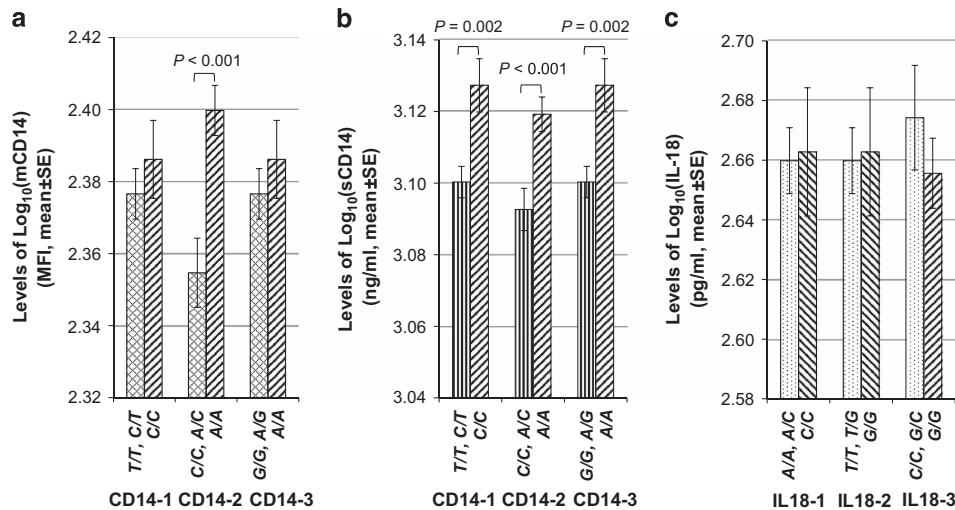 a
Levels of Log10(mCD14)
(MFI, mean±SE)
2.42
2.40
2.38
2.36
2.34
2.32
P < 0.001
T/T, C/T
C/C
C/C, A/C
A/A
G/G, A/G
A/A
CD14-1 CD14-2 CD14-3
b
Levels of Log10(sCD14)
(ng/ml, mean±SE)
3.14
3.12
3.10
3.08
3.06
3.04
P = 0.002
P < 0.001
P = 0.002
T/T, C/T
C/C
C/C, A/C
A/A
G/G, A/G
A/A
CD14-1 CD14-2 CD14-3
c
Levels of Log10(IL-18)
(pg/ml, mean±SE)
2.70
2.68
2.66
2.64
2.62
2.60
2.58
A/A, A/C
C/C
T/T, T/G
G/G
C/C, G/C
G/G
IL18-1 IL18-2 IL18-3